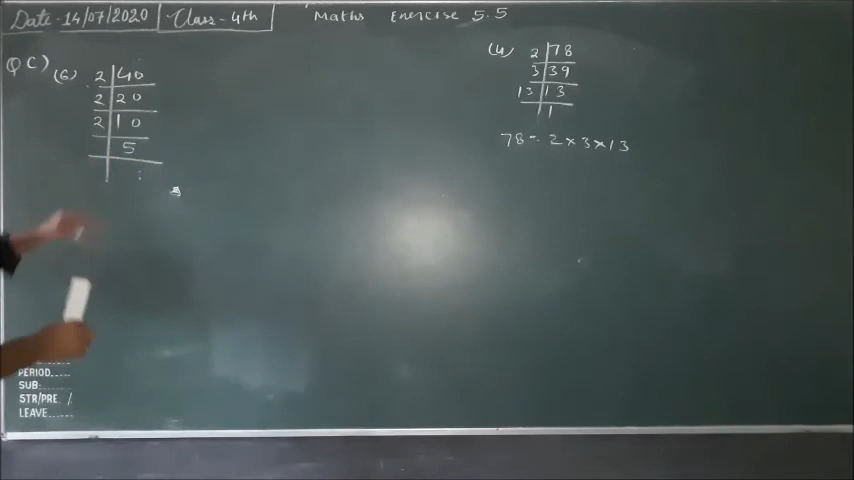 Date - 14/07/2020 Class - 4th Maths Exercise 5.5
Q C) (6) 2 40
2 20
2 10
5
(4) 2 78
3 39
13 13
1
78 = 2 × 3 × 13
PERIOD.....
SUB:
STR/PRE. /
LEAVE......